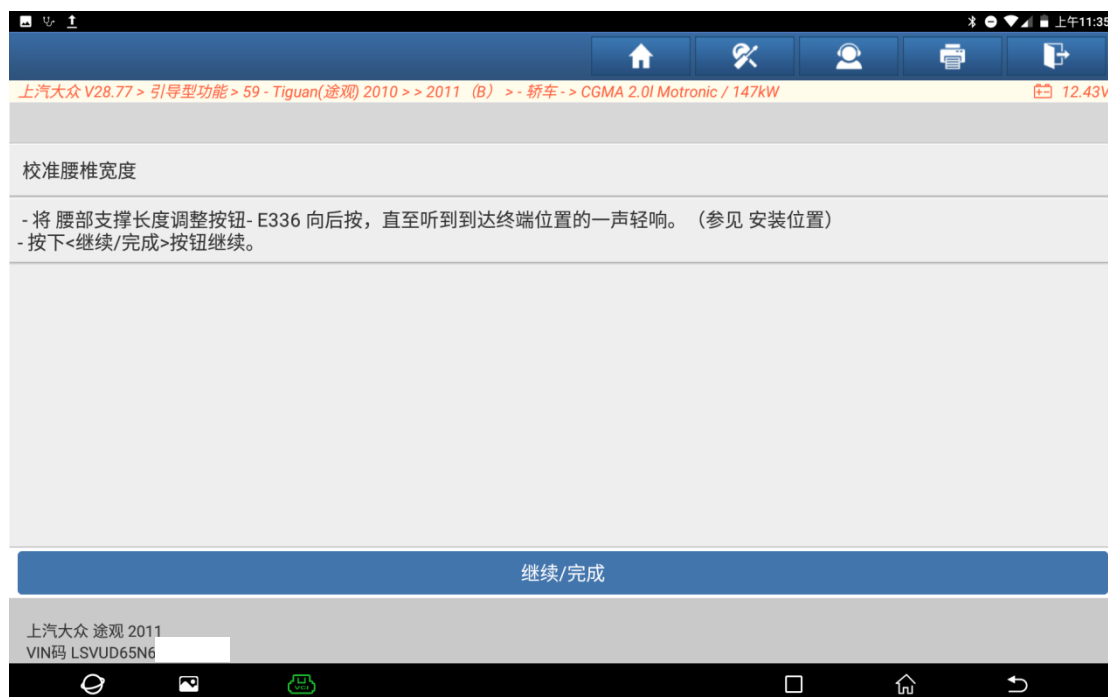 上午11:35
上汽大众 V28.77 > 引导型功能 > 59 - Tiguan(途观) 2010 > > 2011（B） > - 轿车 - > CGMA 2.0l Motronic / 147kW
12.43V
校准腰椎宽度
- 将 腰部支撑长度调整按钮- E336 向后按，直至听到到达终端位置的一声轻响。（参见 安装位置）
- 按下<继续/完成>按钮继续。
继续/完成
上汽大众 途观 2011
VIN码 LSVUD65N6
VCI